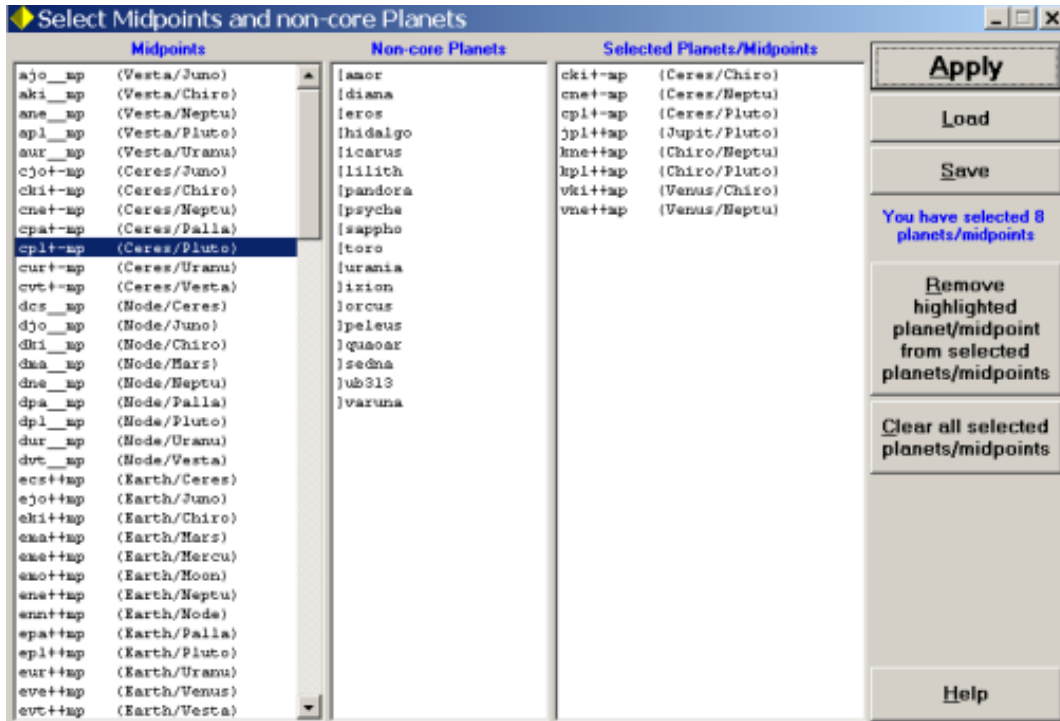 Select Midpoints and non-core Planets
Midpoints
ajo__mp (Vesta/Juno)
aki__mp (Vesta/Chiro)
ane__mp (Vesta/Neptu)
apl__mp (Vesta/Pluto)
aur__mp (Vesta/Uranu)
cjo+-mp (Ceres/Juno)
cki+-mp (Ceres/Chiro)
cne+-mp (Ceres/Neptu)
cpa+-mp (Ceres/Palla)
cpl+-mp (Ceres/Pluto)
cur+-mp (Ceres/Uranu)
cvt+-mp (Ceres/Vesta)
dcs__mp (Node/Ceres)
djo__mp (Node/Juno)
dki__mp (Node/Chiro)
dma__mp (Node/Mars)
dne__mp (Node/Neptu)
dpa__mp (Node/Palla)
dpl__mp (Node/Pluto)
dur__mp (Node/Uranu)
dvt__mp (Node/Vesta)
ecs++mp (Earth/Ceres)
ejo++mp (Earth/Juno)
eki++mp (Earth/Chiro)
ema++mp (Earth/Mars)
eme++mp (Earth/Mercu)
emo++mp (Earth/Moon)
ene++mp (Earth/Neptu)
enn++mp (Earth/Node)
epa++mp (Earth/Palla)
epl++mp (Earth/Pluto)
eur++mp (Earth/Uranu)
eve++mp (Earth/Venus)
evt++mp (Earth/Vesta)
Non-core Planets
[amor
[diana
[eros
[hidalgo
[icarus
[lilith
[pandora
[psyche
[sappho
[toro
[urania
]ixion
]orcus
]peleus
]quaoar
]sedna
]ub313
]varuna
Selected Planets/Midpoints
cki+-mp (Ceres/Chiro)
cne+-mp (Ceres/Neptu)
cpl+-mp (Ceres/Pluto)
jpl++mp (Jupit/Pluto)
kne++mp (Chiro/Neptu)
kpl++mp (Chiro/Pluto)
vki++mp (Venus/Chiro)
vne++mp (Venus/Neptu)
Apply
Load
Save
You have selected 8
planets/midpoints
Remove
highlighted
planet/midpoint
from selected
planets/midpoints
Clear all selected
planets/midpoints
Help